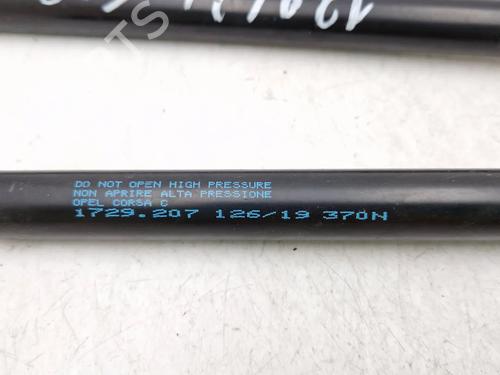 DO NOT OPEN HIGH PRESSURE
NON APRIRE ALTA PRESSIONE
OPEL CORSA C
1729.207 126/19 370N